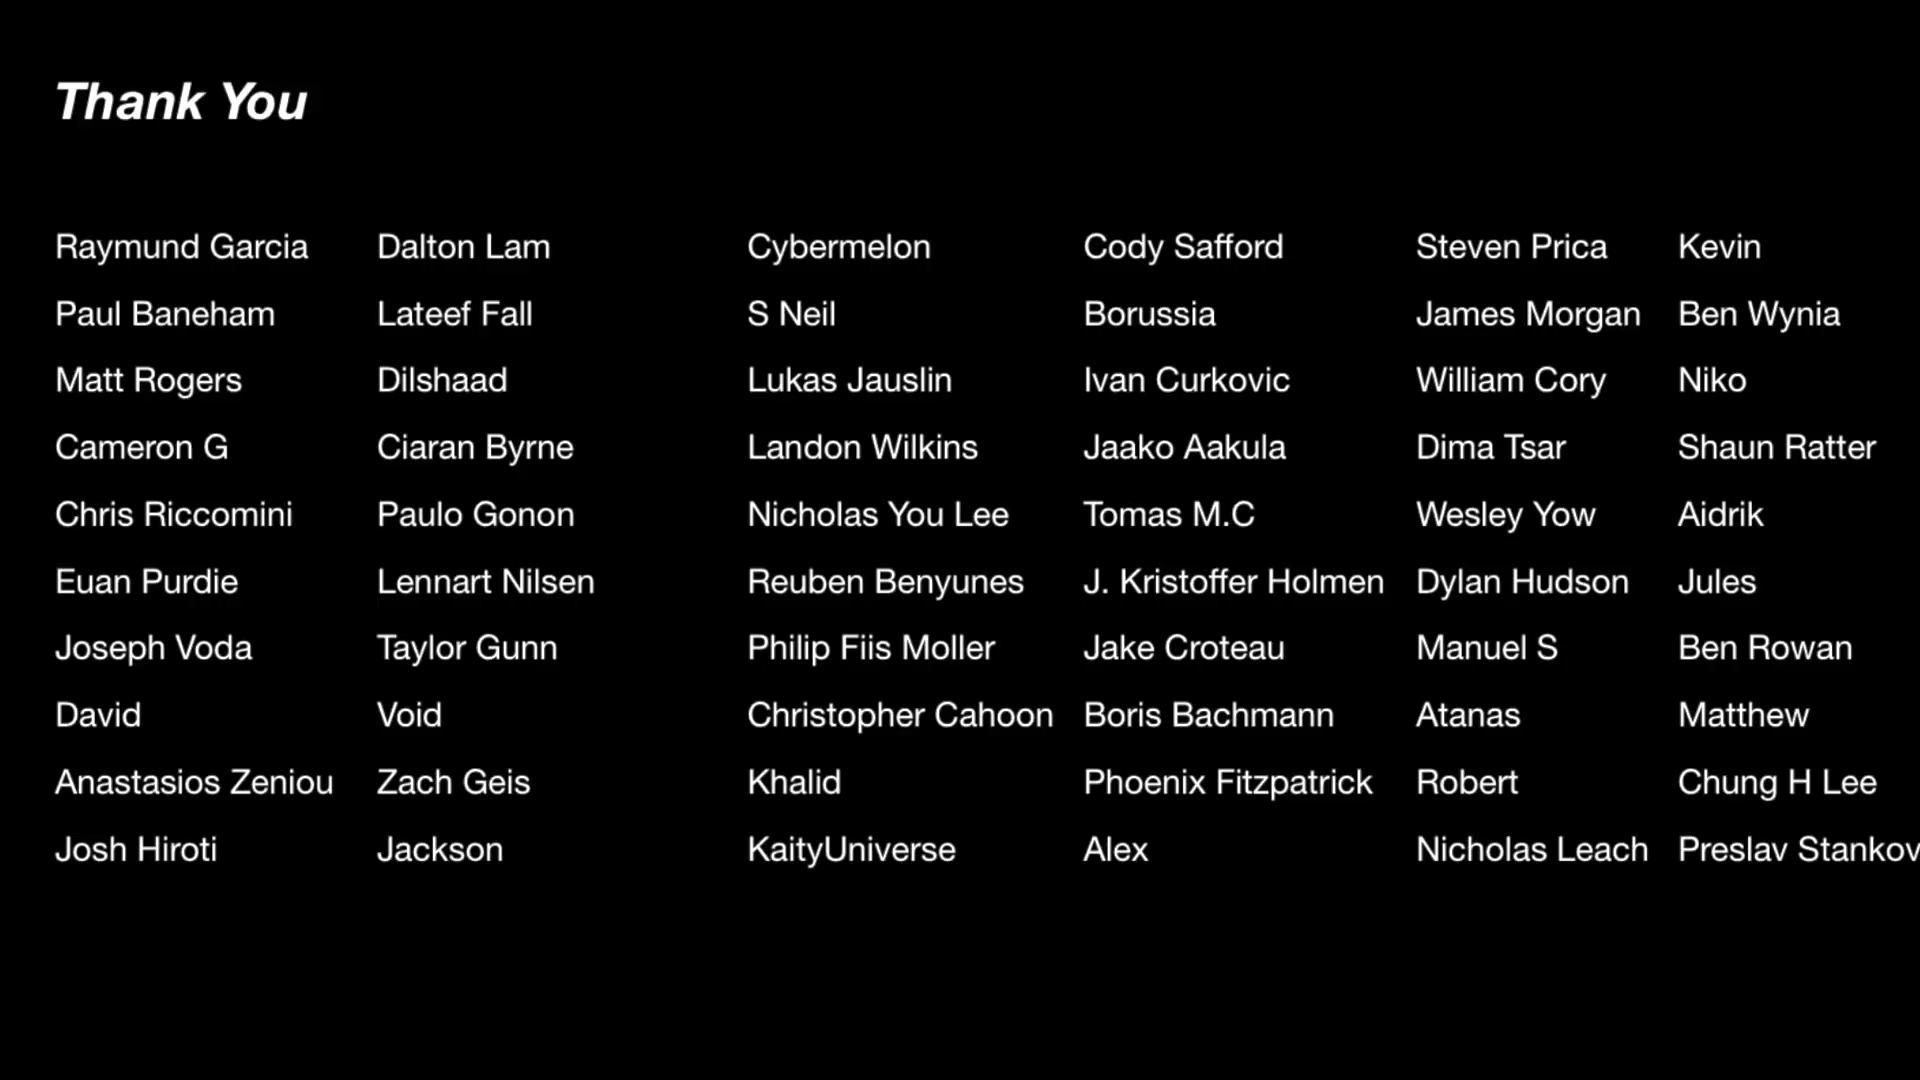 Thank You
Raymund Garcia Dalton Lam Cybermelon Cody Safford Steven Prica Kevin
Paul Baneham Lateef Fall S Neil Borussia James Morgan Ben Wynia
Matt Rogers Dilshaad Lukas Jauslin Ivan Curkovic William Cory Niko
Cameron G Ciaran Byrne Landon Wilkins Jaako Aakula Dima Tsar Shaun Ratter
Chris Riccomini Paulo Gonon Nicholas You Lee Tomas M.C Wesley Yow Aidrik
Euan Purdie Lennart Nilsen Reuben Benyunes J. Kristoffer Holmen Dylan Hudson Jules
Joseph Voda Taylor Gunn Philip Fiis Moller Jake Croteau Manuel S Ben Rowan
David Void Christopher Cahoon Boris Bachmann Atanas Matthew
Anastasios Zeniou Zach Geis Khalid Phoenix Fitzpatrick Robert Chung H Lee
Josh Hiroti Jackson KaityUniverse Alex Nicholas Leach Preslav Stankov